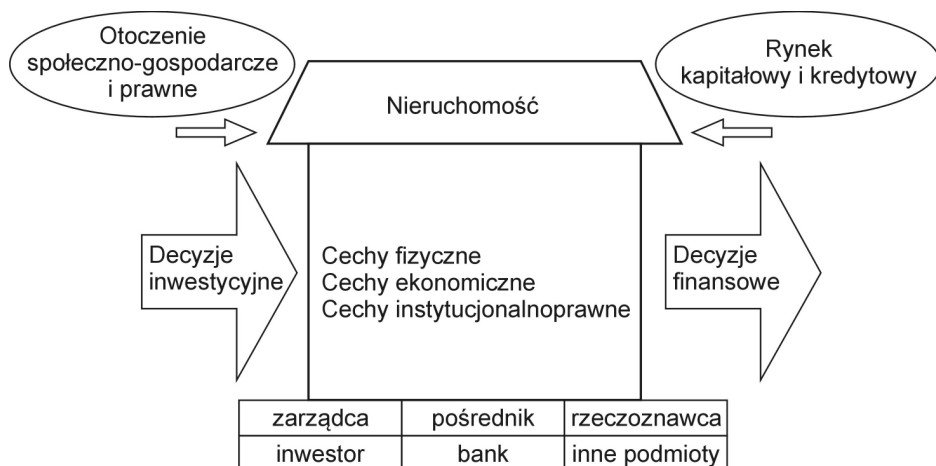 Otoczenie
społeczno-gospodarcze
i prawne
Rynek
kapitałowy i kredytowy
Nieruchomość
Decyzje
inwestycyjne
Cechy fizyczne
Cechy ekonomiczne
Cechy instytucjonalnoprawne
Decyzje
finansowe
zarządca pośrednik rzeczoznawca
inwestor bank inne podmioty